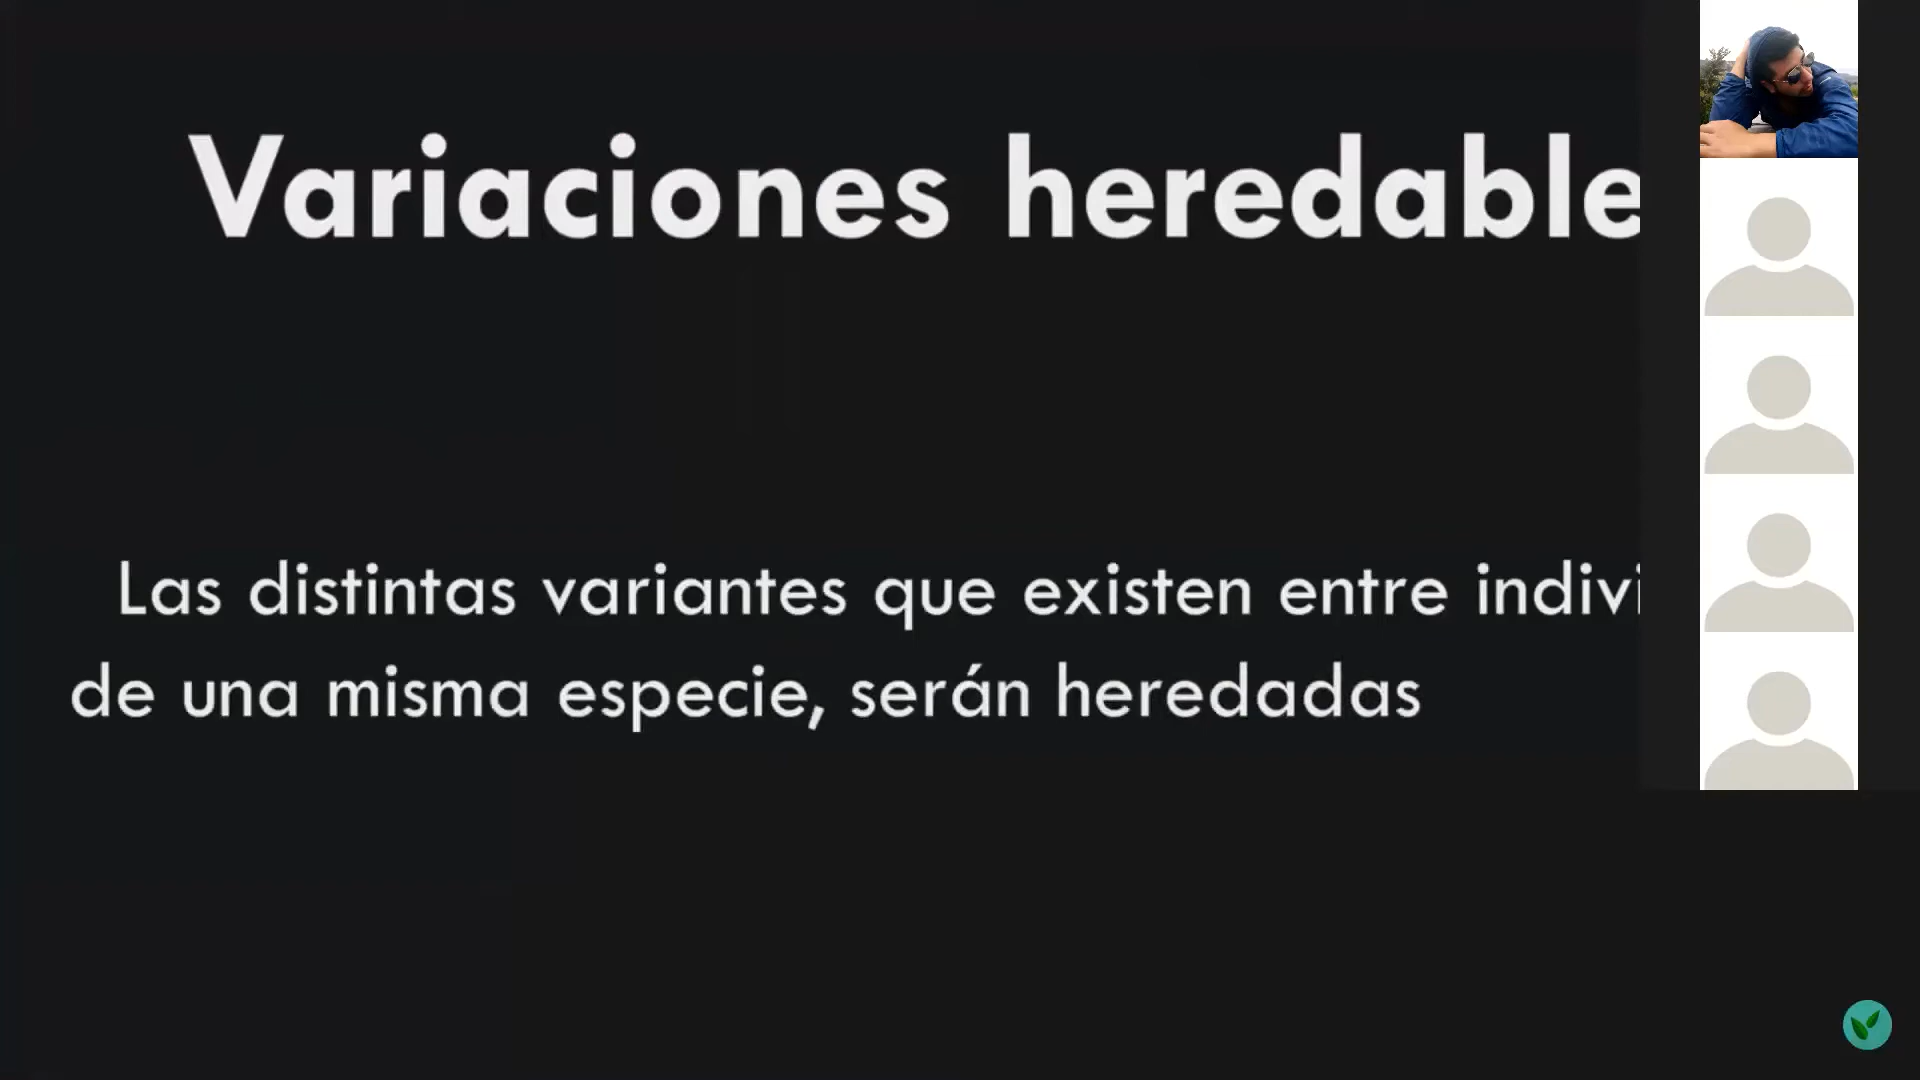 Variaciones heredable
Las distintas variantes que existen entre indivi
de una misma especie, serán heredadas